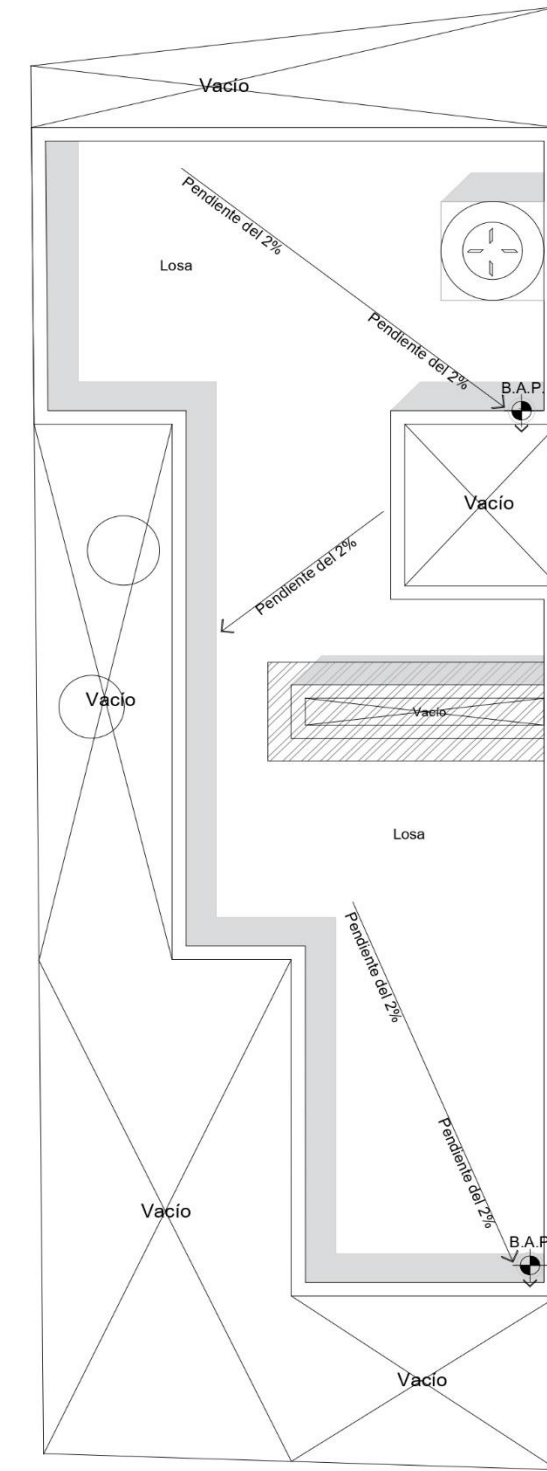 Vacío
Pendiente del 2%
Losa
Pendiente del 2%
B.A.P.
Vacío
Pendiente del 2%
Vacío
Vacío
Losa
Pendiente del 2%
Pendiente del 2%
Vacío
B.A.P
Vacío